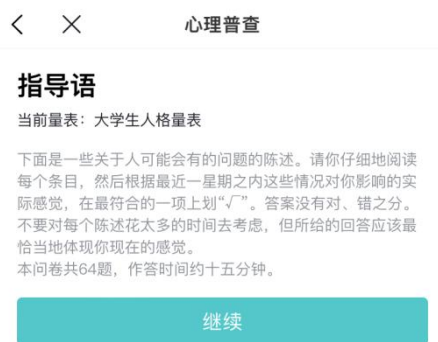 心理普查
指导语
当前量表：大学生人格量表
下面是一些关于人可能会有的问题的陈述。请你仔细地阅读
每个条目，然后根据最近一星期之内这些情况对你影响的实
际感觉，在最符合的一项上划“√”。答案没有对、错之分。
不要对每个陈述花太多的时间去考虑，但所给的回答应该最
恰当地体现你现在的感觉。
本问卷共64题，作答时间约十五分钟。
继续